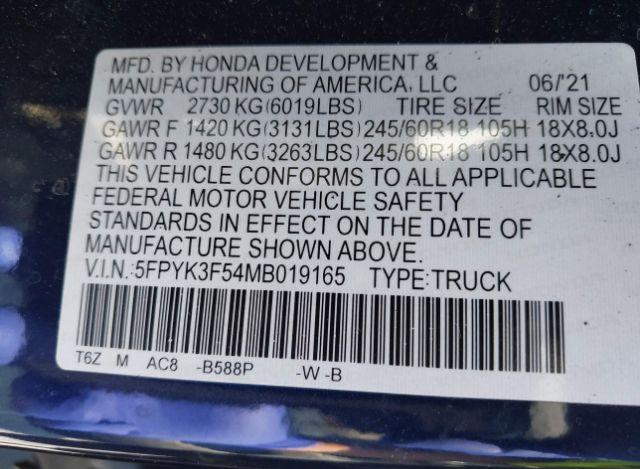 MFD. BY HONDA DEVELOPMENT &
MANUFACTURING OF AMERICA, LLC 06/'21
GVWR 2730 KG(6019LBS) TIRE SIZE RIM SIZE
GAWR F 1420 KG(3131LBS) 245/60R18 105H 18X8.0J
GAWR R 1480 KG(3263LBS) 245/60R18 105H 18X8.0J
THIS VEHICLE CONFORMS TO ALL APPLICABLE
FEDERAL MOTOR VEHICLE SAFETY
STANDARDS IN EFFECT ON THE DATE OF
MANUFACTURE SHOWN ABOVE.
V.I.N.:5FPYK3F54MB019165 TYPE:TRUCK
T6Z M AC8 -B588P -W -B